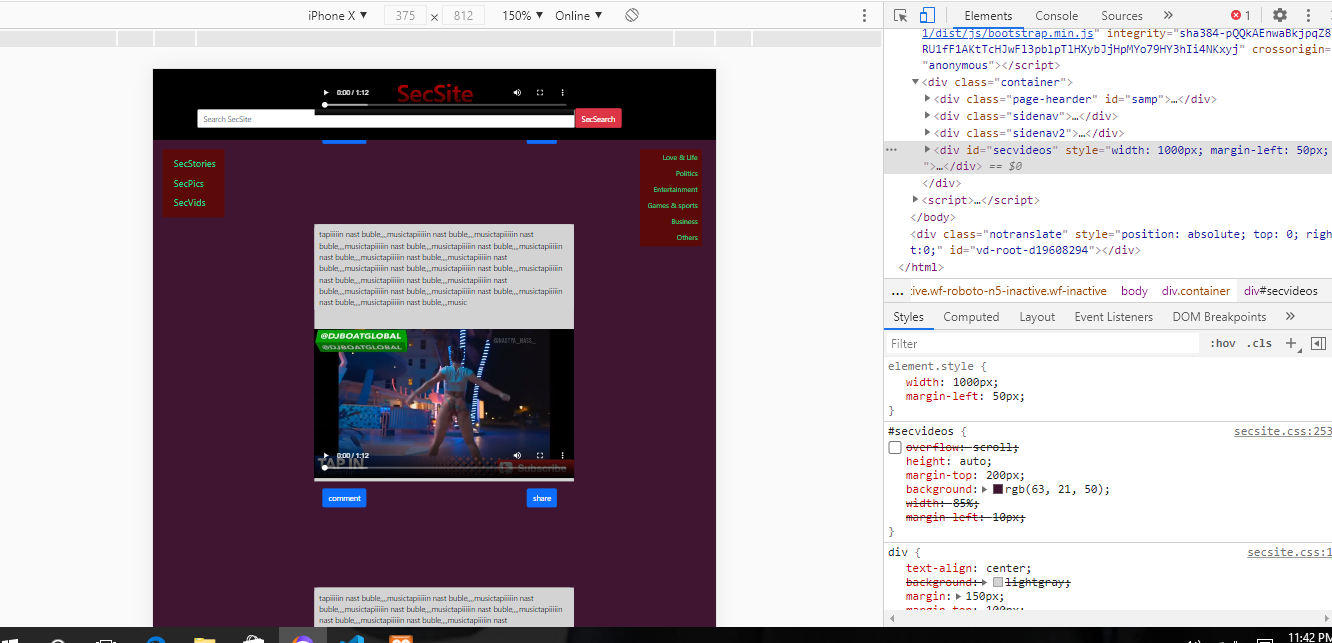 iPhone X ▼ 375 × 812 150% ▼ Online ▼
Elements Console Sources » 1
0:00 / 1:12 SecSite
Search SecSite SecSearch
SecStories
SecPics
SecVids
Love & Life
Politics
Entertainment
Games & sports
Business
Others
tapiiiiin nast buble,,,musictapiiiiin nast buble,,,musictapiiiiin nast
buble,,,musictapiiiiin nast buble,,,musictapiiiiin nast buble,,,musictapiiiiin
nast buble,,,musictapiiiiin nast buble,,,musictapiiiiin nast
buble,,,musictapiiiiin nast buble,,,musictapiiiiin nast buble,,,musictapiiiiin
nast buble,,,musictapiiiiin nast buble,,,musictapiiiiin nast
buble,,,musictapiiiiin nast buble,,,musictapiiiiin nast buble,,,musictapiiiiin
nast buble,,,musictapiiiiin nast buble,,,music
@DJBOATGLOBAL
@DJBOATGLOBAL
TAP IN
0:00 / 1:12
Subscribe
comment share
tapiiiiin nast buble,,,musictapiiiiin nast buble,,,musictapiiiiin nast
buble,,,musictapiiiiin nast buble,,,musictapiiiiin nast buble,,,musictapiiiiin
nast buble,,,musictapiiiiin nast buble,,,musictapiiiiin nast
1/dist/js/bootstrap.min.js" integrity="sha384-pQQkAEnwaBkjpqZ8
RU1fF1AKtTcHJwFl3pblpTlHXybJjHpMYo79HY3hIi4NKxyj" crossorigin=
"anonymous"></script>
▼<div class="container">
▶<div class="page-hearder" id="samp">…</div>
▶<div class="sidenav">…</div>
▶<div class="sidenav2">…</div>
▶<div id="secvideos" style="width: 1000px; margin-left: 50px;
">…</div> == $0
</div>
▶<script>…</script>
</body>
<div class="notranslate" style="position: absolute; top: 0; righ
t:0;" id="vd-root-d19608294"></div>
</html>
... :ive.wf-roboto-n5-inactive.wf-inactive body div.container div#secvideos
Styles Computed Layout Event Listeners DOM Breakpoints »
Filter :hov .cls +
element.style {
width: 1000px;
margin-left: 50px;
}
#secvideos { secsite.css:253
overflow: scroll;
height: auto;
margin-top: 200px;
background: ▶ rgb(63, 21, 50);
width: 85%;
margin-left: 10px;
}
div { secsite.css:1
text-align: center;
background: ▶ lightgray;
margin: ▶ 150px;
margin-top: 100px;
11:42 PM